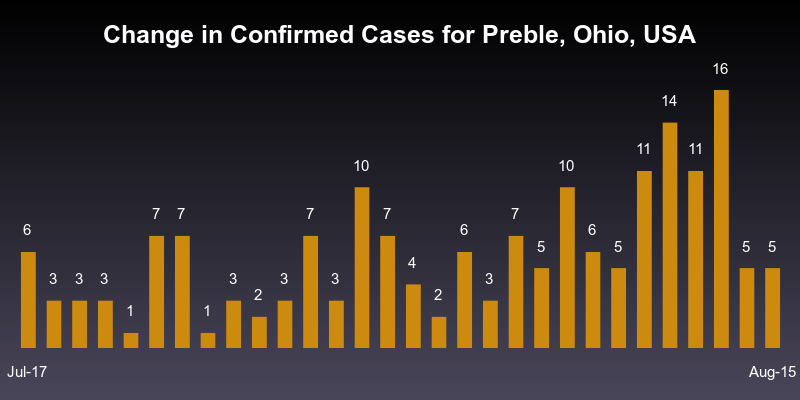 Change in Confirmed Cases for Preble, Ohio, USA
6 3 3 3 1 7 7 1 3 2 3 7 3 10 7 4 2 6 3 7 5 10 6 5 11 14 11 16 5 5
Jul-17 Aug-15